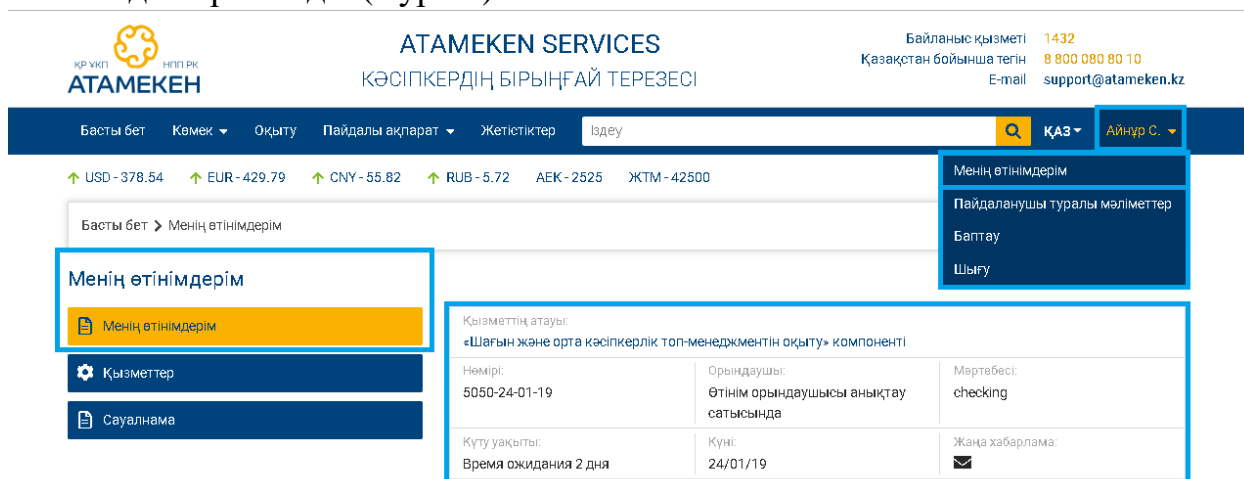 ҚР ҰКП НПП РК
АТАМЕКЕН
ATAMEKEN SERVICES
КӘСІПКЕРДІҢ БІРЫҢҒАЙ ТЕРЕЗЕСІ
Байланыс қызметі 1432
Қазақстан бойынша тегін 8 800 080 80 10
E-mail support@atameken.kz
Басты бет Көмек Оқыту Пайдалы ақпарат Жетістіктер Іздеу ҚАЗ Айнұр С.
USD - 378.54 EUR - 429.79 CNY - 55.82 RUB - 5.72 АЕК - 2525 ЖТМ - 42500
Менің өтінімдерім
Пайдаланушы туралы мәліметтер
Баптау
Шығу
Басты бет Менің өтінімдерім
Менің өтінімдерім
Менің өтінімдерім
Қызметтер
Сауалнама
Қызметтің атауы:
«Шағын және орта кәсіпкерлік топ-менеджментін оқыту» компоненті
Нөмірі: Орындаушы: Мәртебесі:
5050-24-01-19 Өтінім орындаушысы анықтау checking
сатысында
Күту уақыты: Күні: Жаңа хабарлама:
Время ожидания 2 дня 24/01/19